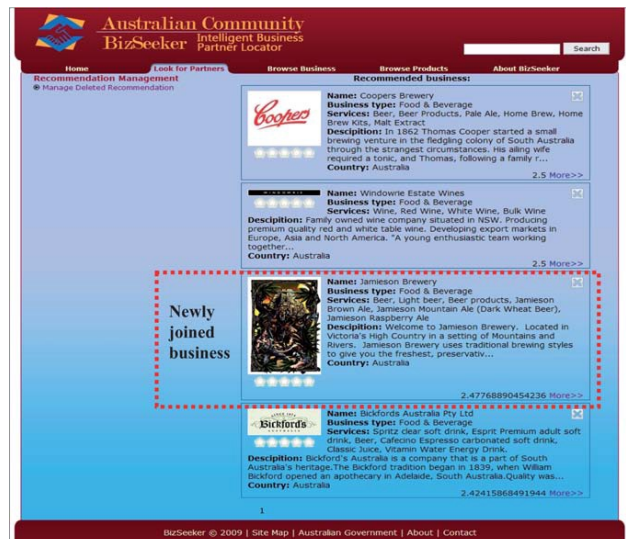 Australian Community
BizSeeker Intelligent Business
Partner Locator
Search
Home Look for Partners Browse Business Browse Products About BizSeeker
Recommendation Management
Manage Deleted Recommendation
Recommended business:
Coopers
Name: Coopers Brewery
Business type: Food & Beverage
Services: Beer, Beer Products, Pale Ale, Home Brew, Home
Brew Kits, Malt Extract
Descipition: In 1862 Thomas Cooper started a small
brewing venture in the fledgling colony of South Australia
through the strangest circumstances. His ailing wife
required a tonic, and Thomas, following a family r...
Country: Australia
2.5 More>>
WINDOWRIE
Name: Windowrie Estate Wines
Business type: Food & Beverage
Services: Wine, Red Wine, White Wine, Bulk Wine
Descipition: Family owned wine company situated in NSW. Producing
premium quality red and white table wine. Developing export markets in
Europe, Asia and North America. "A young enthusiastic team working
together...
Country: Australia
2.5 More>>
Newly
joined
business
Name: Jamieson Brewery
Business type: Food & Beverage
Services: Beer, Light beer, Beer products, Jamieson
Brown Ale, Jamieson Mountain Ale (Dark Wheat Beer),
Jamieson Raspberry Ale
Descipition: Welcome to Jamieson Brewery. Located in
Victoria's High Country in a setting of Mountains and
Rivers. Jamieson Brewery uses traditional brewing styles
to give you the freshest, preservativ...
Country: Australia
2.47768890454236 More>>
Bickford's
Name: Bickfords Australia Pty Ltd
Business type: Food & Beverage
Services: Spritz clear soft drink, Esprit Premium adult soft
drink, Beer, Cafecino Espresso carbonated soft drink,
Classic Juice, Vitamin Water Energy Drink.
Descipition: Bickford's Australia is a company that is a part of South
Australia's heritage.The Bickford tradition began in 1839, when William
Bickford opened an apothecary in Adelaide, South Australia.Quality was...
Country: Australia
2.42415868491944 More>>
1
BizSeeker © 2009 | Site Map | Australian Government | About | Contact